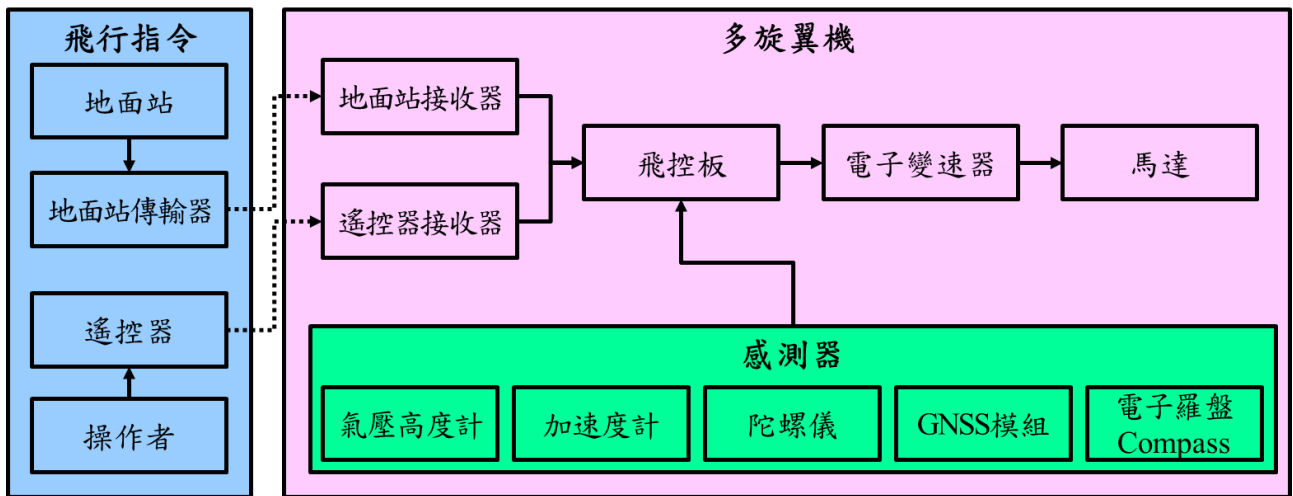 飛行指令
地面站
地面站傳輸器
遙控器
操作者
多旋翼機
地面站接收器
遙控器接收器
飛控板
電子變速器
馬達
感測器
氣壓高度計
加速度計
陀螺儀
GNSS模組
電子羅盤
Compass